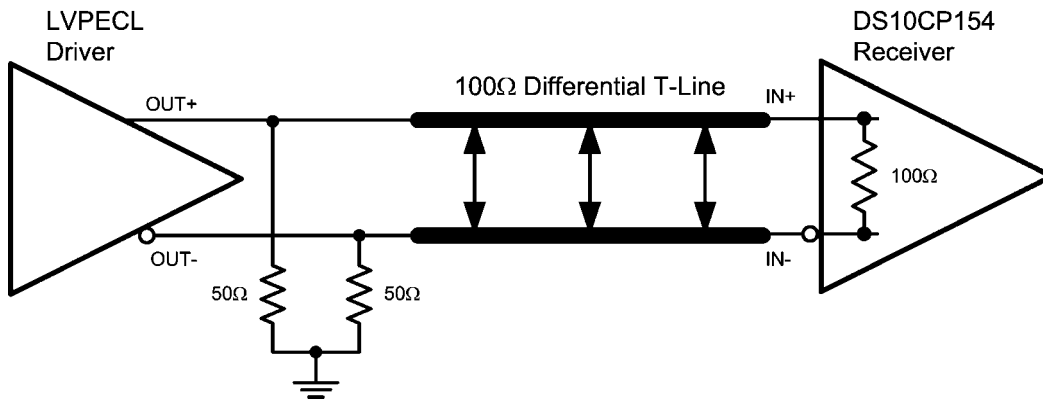 LVPECL
Driver
DS10CP154
Receiver
100Ω Differential T-Line
OUT+
IN+
100Ω
OUT-
IN-
50Ω
50Ω